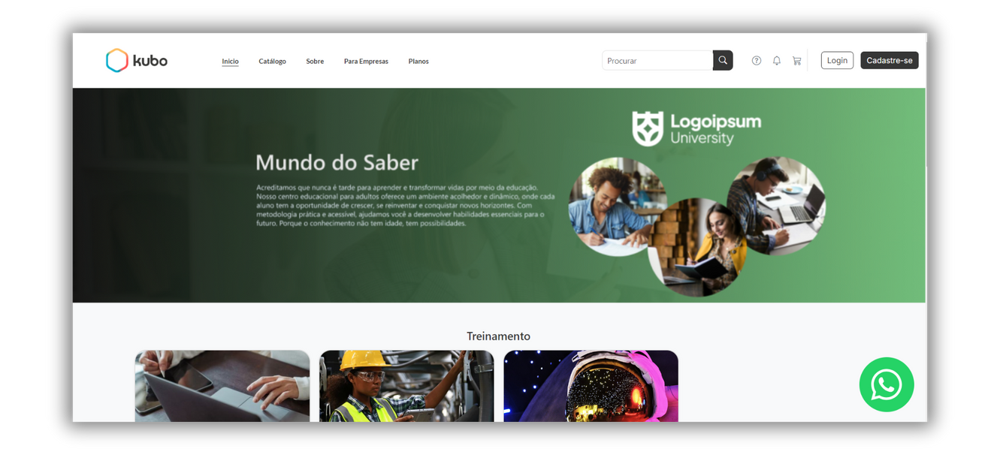 kubo
Inicio Catálogo Sobre Para Empresas Planos
Procurar
Login Cadastre-se
Logoipsum
University
Mundo do Saber
Acreditamos que nunca é tarde para aprender e transformar vidas por meio da educação.
Nosso centro educacional para adultos oferece um ambiente acolhedor e dinâmico, onde cada
aluno tem a oportunidade de crescer, se reinventar e conquistar novos horizontes. Com
metodologia prática e acessível, ajudamos você a desenvolver habilidades essenciais para o
futuro. Porque o conhecimento não tem idade, tem possibilidades.
Treinamento